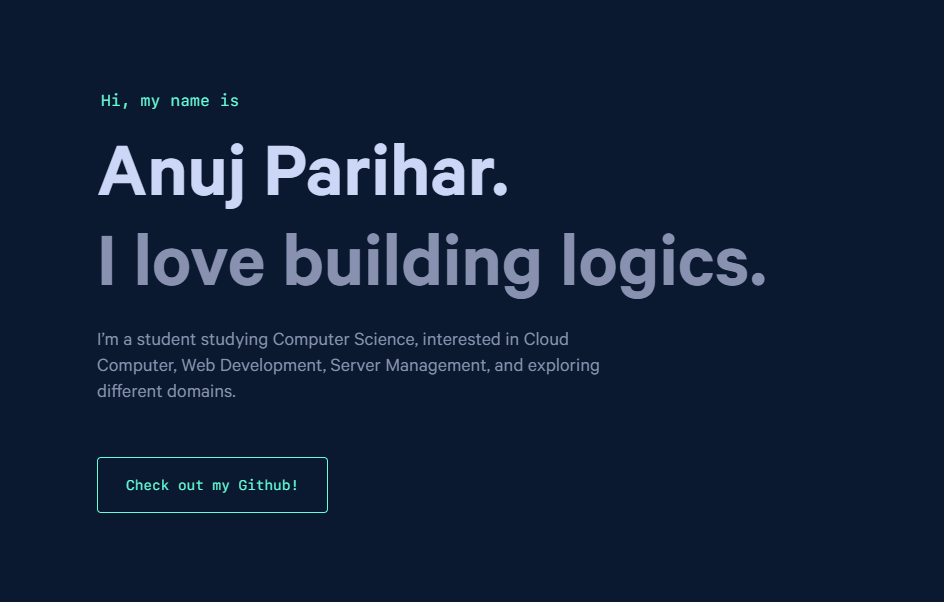 Hi, my name is
Anuj Parihar.
I love building logics.
I'm a student studying Computer Science, interested in Cloud
Computer, Web Development, Server Management, and exploring
different domains.
Check out my Github!